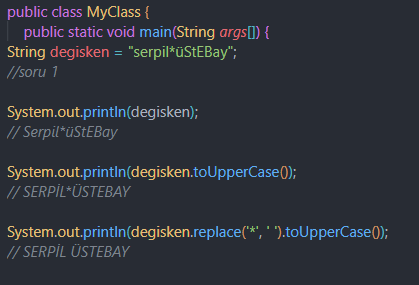 public class MyClass {
public static void main(String args[]) {
String degisken = "serpil*üStEBay";
//soru 1
System.out.println(degisken);
// Serpil*üStEBay
System.out.println(degisken.toUpperCase());
// SERPİL*ÜSTEBAY
System.out.println(degisken.replace('*', ' ').toUpperCase());
// SERPİL ÜSTEBAY